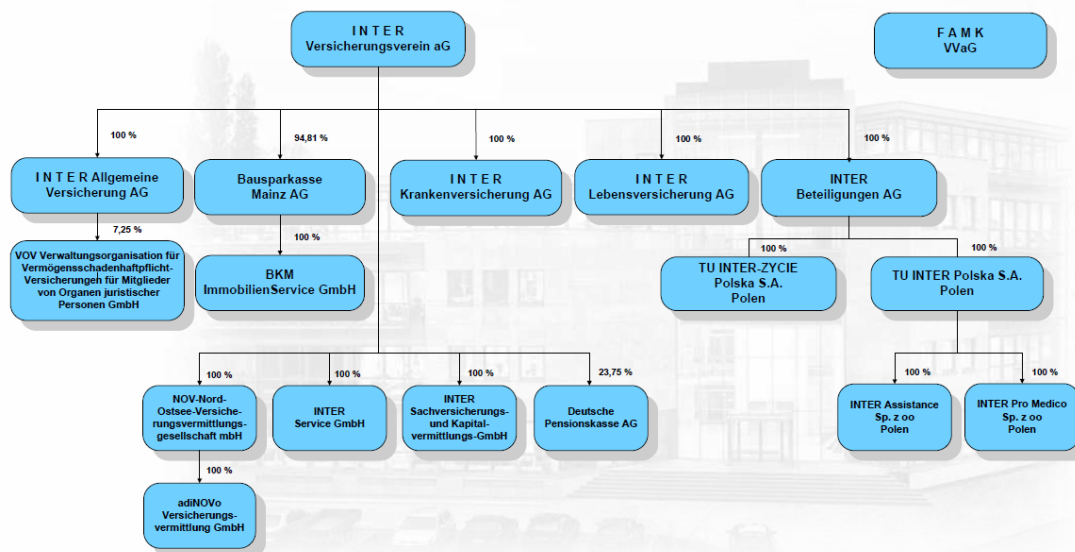 I N T E R
Versicherungsverein aG
F A M K
VVaG
100 %
94,81 %
100 %
100 %
100 %
I N T E R Allgemeine
Versicherung AG
Bausparkasse
Mainz AG
I N T E R
Krankenversicherung AG
I N T E R
Lebensversicherung AG
INTER
Beteiligungen AG
7,25 %
100 %
100 %
100 %
VOV Verwaltungsorganisation für
Vermögensschadenhaftpflicht-
Versicherungen für Mitglieder
von Organen juristischer
Personen GmbH
BKM
ImmobilienService GmbH
TU INTER-ZYCIE
Polska S.A.
Polen
TU INTER Polska S.A.
Polen
100 %
100 %
100 %
23,75 %
100 %
100 %
NOV-Nord-
Ostsee-Versiche-
rungsvermittlungs-
gesellschaft mbH
INTER
Service GmbH
INTER
Sachversicherungs-
und Kapital-
vermittlungs-GmbH
Deutsche
Pensionskasse AG
INTER Assistance
Sp. z oo
Polen
INTER Pro Medico
Sp. z oo
Polen
100 %
adiNOVo
Versicherungs-
vermittlung GmbH